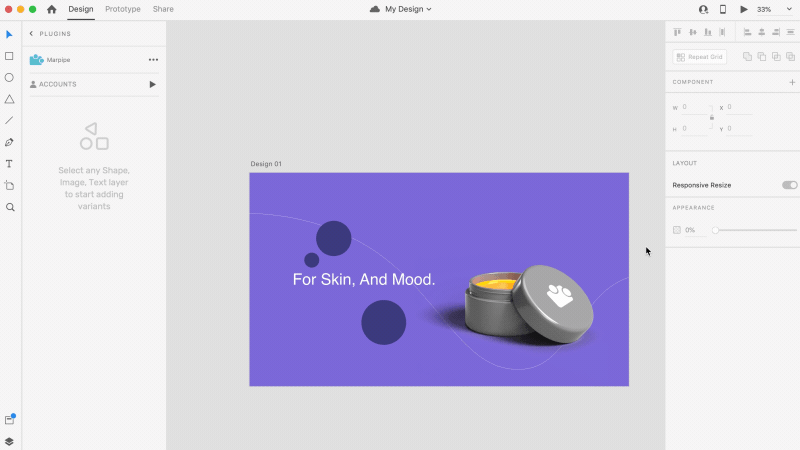 Design
Prototype
Share
My Design
33%
PLUGINS
Marpipe
ACCOUNTS
Select any Shape,
Image, Text layer
to start adding
variants
Design 01
For Skin, And Mood.
Repeat Grid
COMPONENT
W 0 X 0
H 0 Y 0
LAYOUT
Responsive Resize
APPEARANCE
0%